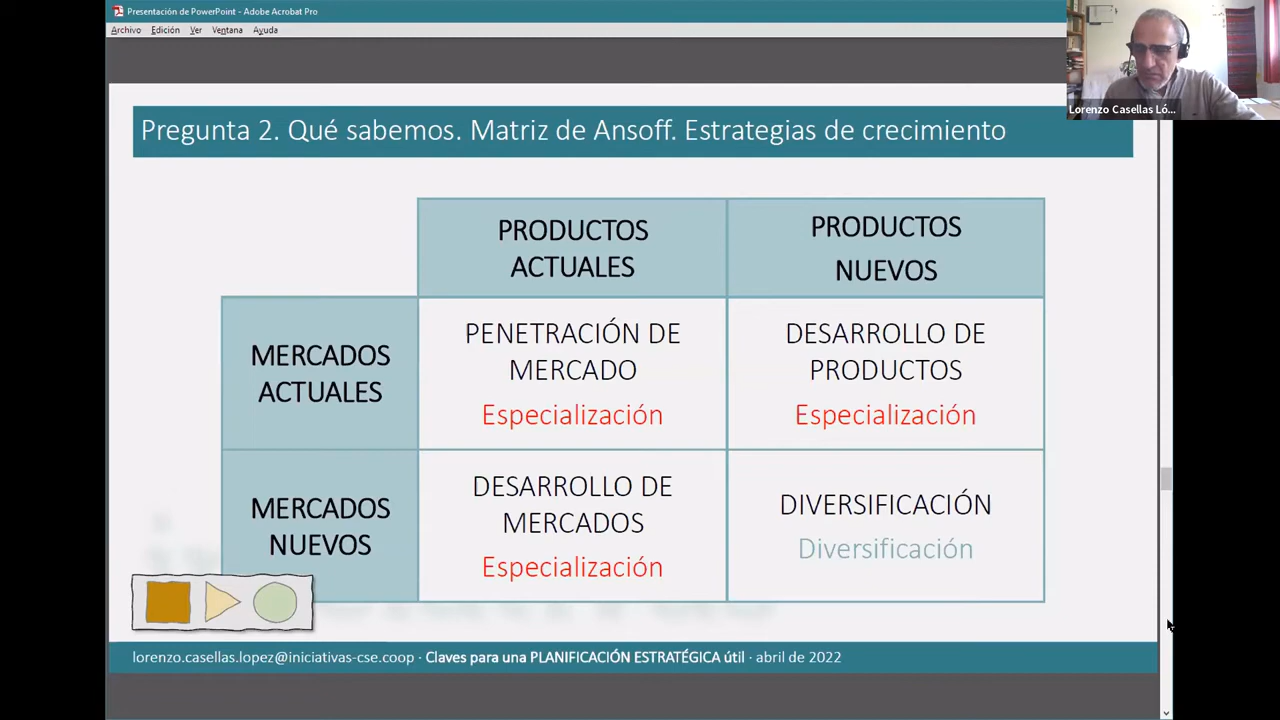 Presentación de PowerPoint - Adobe Acrobat Pro
Archivo Edición Ver Ventana Ayuda
Lorenzo Casellas Ló...
Pregunta 2. Qué sabemos. Matriz de Ansoff. Estrategias de crecimiento
PRODUCTOS
ACTUALES
PRODUCTOS
NUEVOS
MERCADOS
ACTUALES
PENETRACIÓN DE
MERCADO
Especialización
DESARROLLO DE
PRODUCTOS
Especialización
MERCADOS
NUEVOS
DESARROLLO DE
MERCADOS
Especialización
DIVERSIFICACIÓN
Diversificación
lorenzo.casellas.lopez@iniciativas-cse.coop · Claves para una PLANIFICACIÓN ESTRATÉGICA útil · abril de 2022